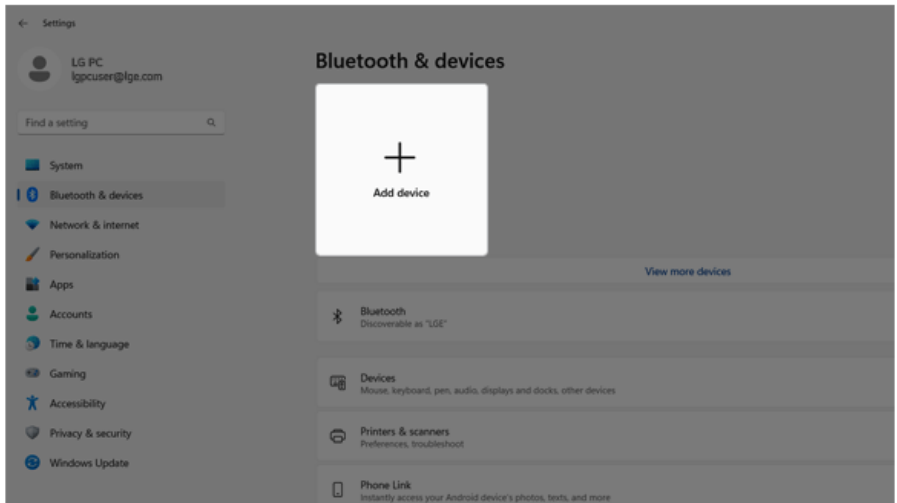 Settings
LG PC
lgpcuser@lge.com
Find a setting
System
Bluetooth & devices
Network & internet
Personalization
Apps
Accounts
Time & language
Gaming
Accessibility
Privacy & security
Windows Update
Bluetooth & devices
Add device
View more devices
Bluetooth
Discoverable as "LGE"
Devices
Mouse, keyboard, pen, audio, displays and docks, other devices
Printers & scanners
Preferences, troubleshoot
Phone Link
Instantly access your Android device's photos, texts, and more